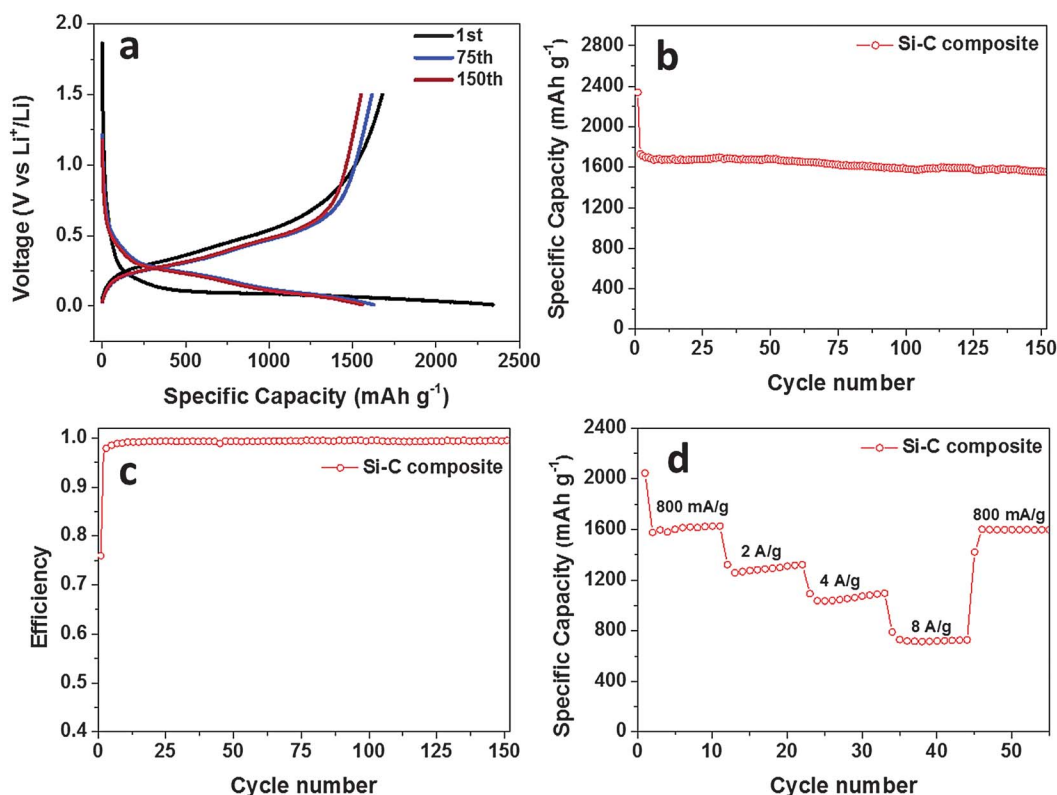 a
1st
75th
150th
2.0
1.5
1.0
0.5
0.0
Voltage (V vs Li⁺/Li)
0 500 1000 1500 2000 2500
Specific Capacity (mAh g⁻¹)
b
Si-C composite
2800
2400
2000
1600
1200
800
400
0
Specific Capacity (mAh g⁻¹)
0 25 50 75 100 125 150
Cycle number
c
Si-C composite
1.0
0.9
0.8
0.7
0.6
0.5
0.4
Efficiency
0 25 50 75 100 125 150
Cycle number
d
Si-C composite
2400
2000
1600
1200
800
400
0
Specific Capacity (mAh g⁻¹)
800 mA/g
2 A/g
4 A/g
8 A/g
800 mA/g
0 10 20 30 40 50
Cycle number